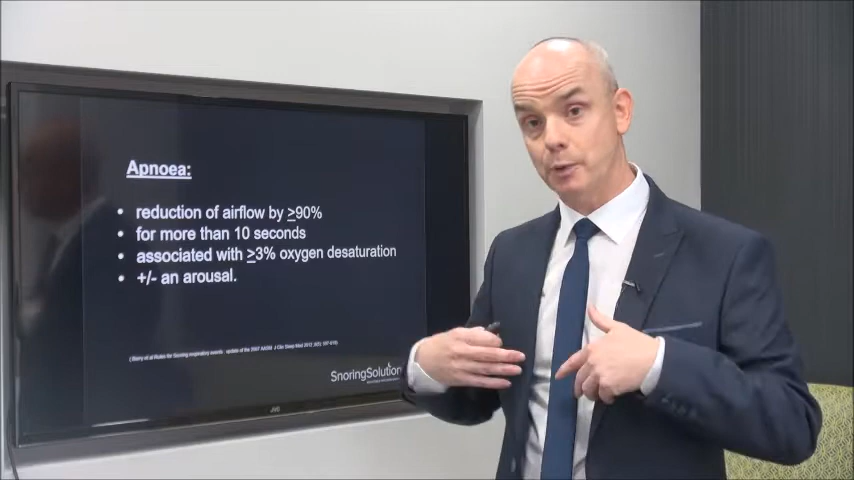 Apnoea:
• reduction of airflow by ≥90%
• for more than 10 seconds
• associated with ≥3% oxygen desaturation
• +/- an arousal.
SnoringSolution
JVC